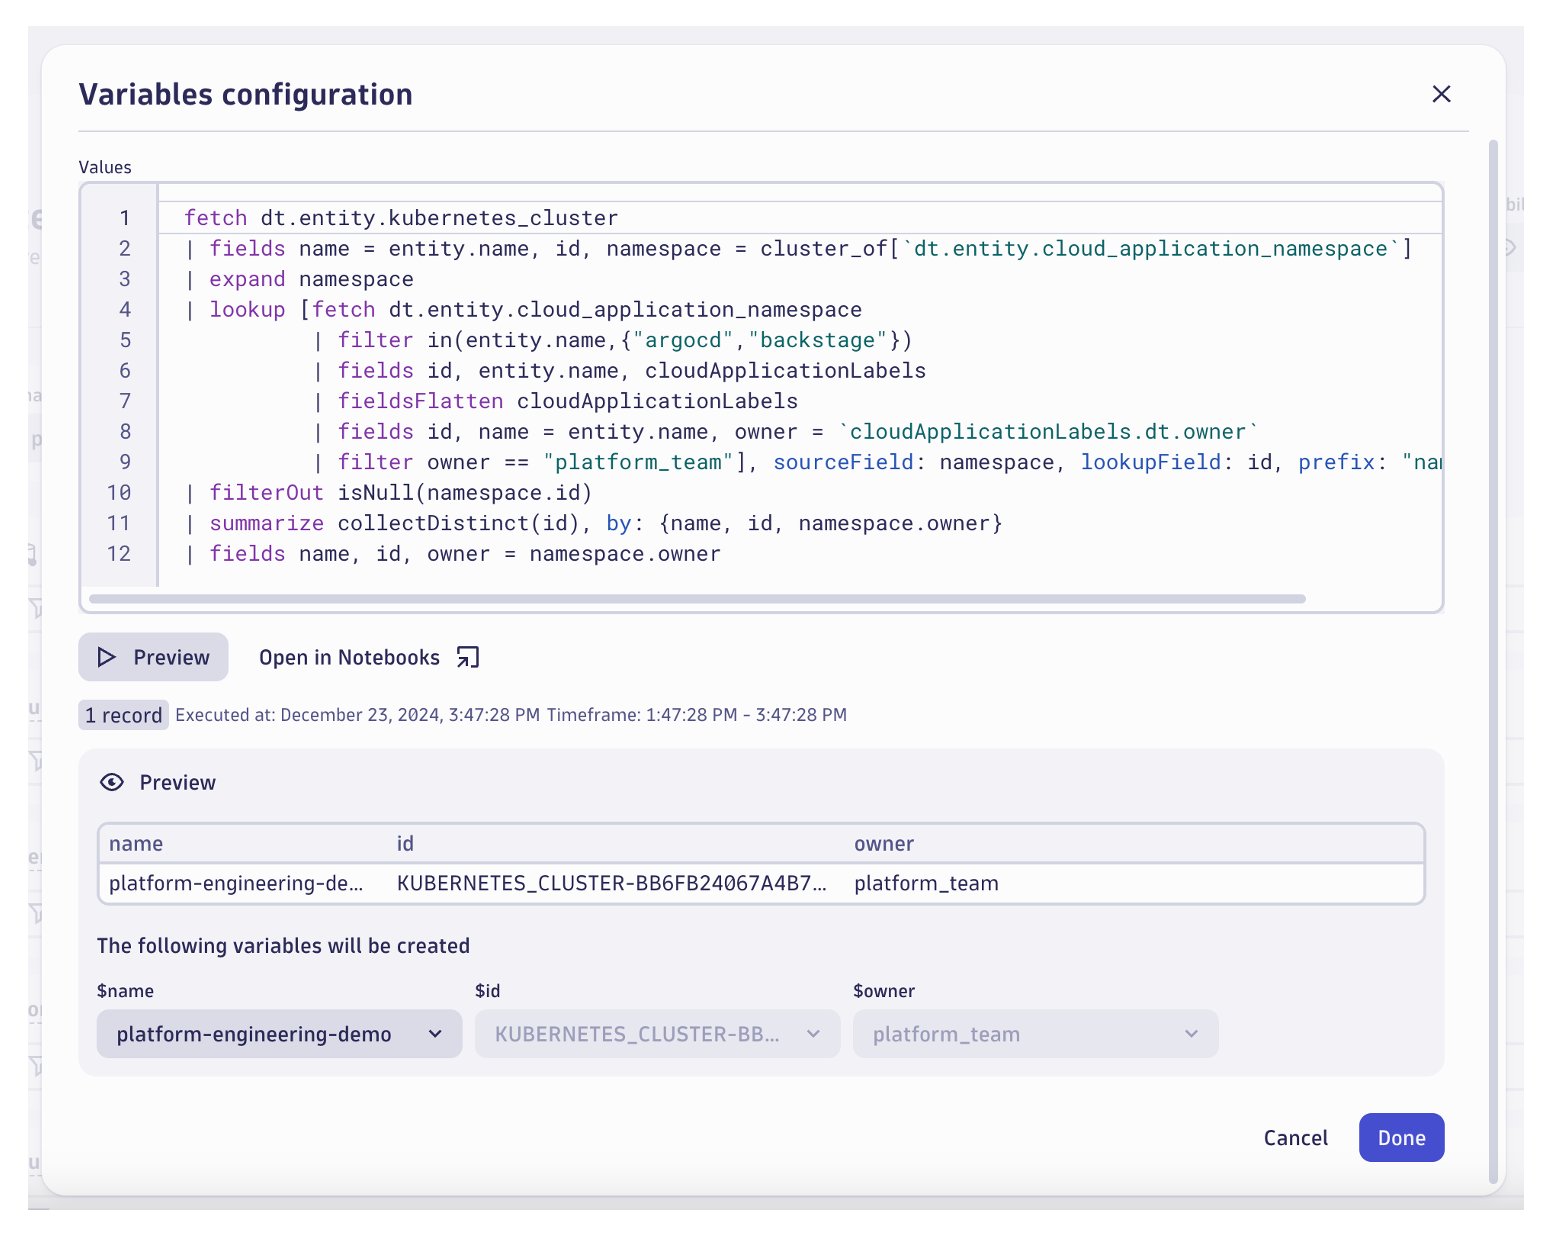 Variables configuration
Values
1 fetch dt.entity.kubernetes_cluster
2 | fields name = entity.name, id, namespace = cluster_of[`dt.entity.cloud_application_namespace`]
3 | expand namespace
4 | lookup [fetch dt.entity.cloud_application_namespace
5 | filter in(entity.name,{"argocd","backstage"})
6 | fields id, entity.name, cloudApplicationLabels
7 | fieldsFlatten cloudApplicationLabels
8 | fields id, name = entity.name, owner = `cloudApplicationLabels.dt.owner`
9 | filter owner == "platform_team"], sourceField: namespace, lookupField: id, prefix: "nam
10 | filterOut isNull(namespace.id)
11 | summarize collectDistinct(id), by: {name, id, namespace.owner}
12 | fields name, id, owner = namespace.owner
Preview Open in Notebooks
1 record Executed at: December 23, 2024, 3:47:28 PM Timeframe: 1:47:28 PM - 3:47:28 PM
Preview
name id owner
platform-engineering-de... KUBERNETES_CLUSTER-BB6FB24067A4B7... platform_team
The following variables will be created
$name $id $owner
platform-engineering-demo KUBERNETES_CLUSTER-BB... platform_team
Cancel Done